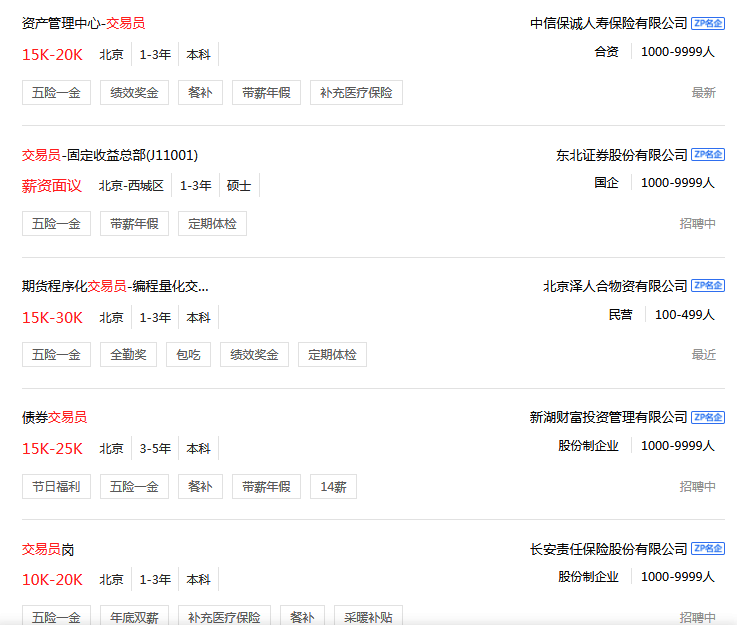 资产管理中心-交易员 中信保诚人寿保险有限公司 ZP名企
15K-20K 北京 1-3年 本科 合资 1000-9999人
五险一金 绩效奖金 餐补 带薪年假 补充医疗保险 最新
交易员-固定收益总部(J11001) 东北证券股份有限公司 ZP名企
薪资面议 北京-西城区 1-3年 硕士 国企 1000-9999人
五险一金 带薪年假 定期体检 招聘中
期货程序化交易员-编程量化交... 北京泽人合物资有限公司 ZP名企
15K-30K 北京 1-3年 本科 民营 100-499人
五险一金 全勤奖 包吃 绩效奖金 定期体检 最近
债券交易员 新湖财富投资管理有限公司 ZP名企
15K-25K 北京 3-5年 本科 股份制企业 1000-9999人
节日福利 五险一金 餐补 带薪年假 14薪 招聘中
交易员岗 长安责任保险股份有限公司 ZP名企
10K-20K 北京 1-3年 本科 股份制企业 1000-9999人
五险一金 年底双薪 补充医疗保险 餐补 采暖补贴 招聘中